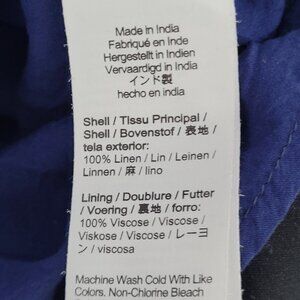 Made in India
Fabriqué en Inde
Hergestellt in Indien
Vervaardigd in India
インド製
hecho en india
Shell / Tissu Principal /
Shell / Bovenstof / 表地 /
tela exterior:
100% Linen / Lin / Leinen /
Linnen / 麻 / lino
Lining / Doublure / Futter
/ Voering / 裏地 / forro:
100% Viscose / Viscose /
Viskose / Viscose / レーヨ
ン / viscosa
Machine Wash Cold With Like
Colors. Non-Chlorine Bleach